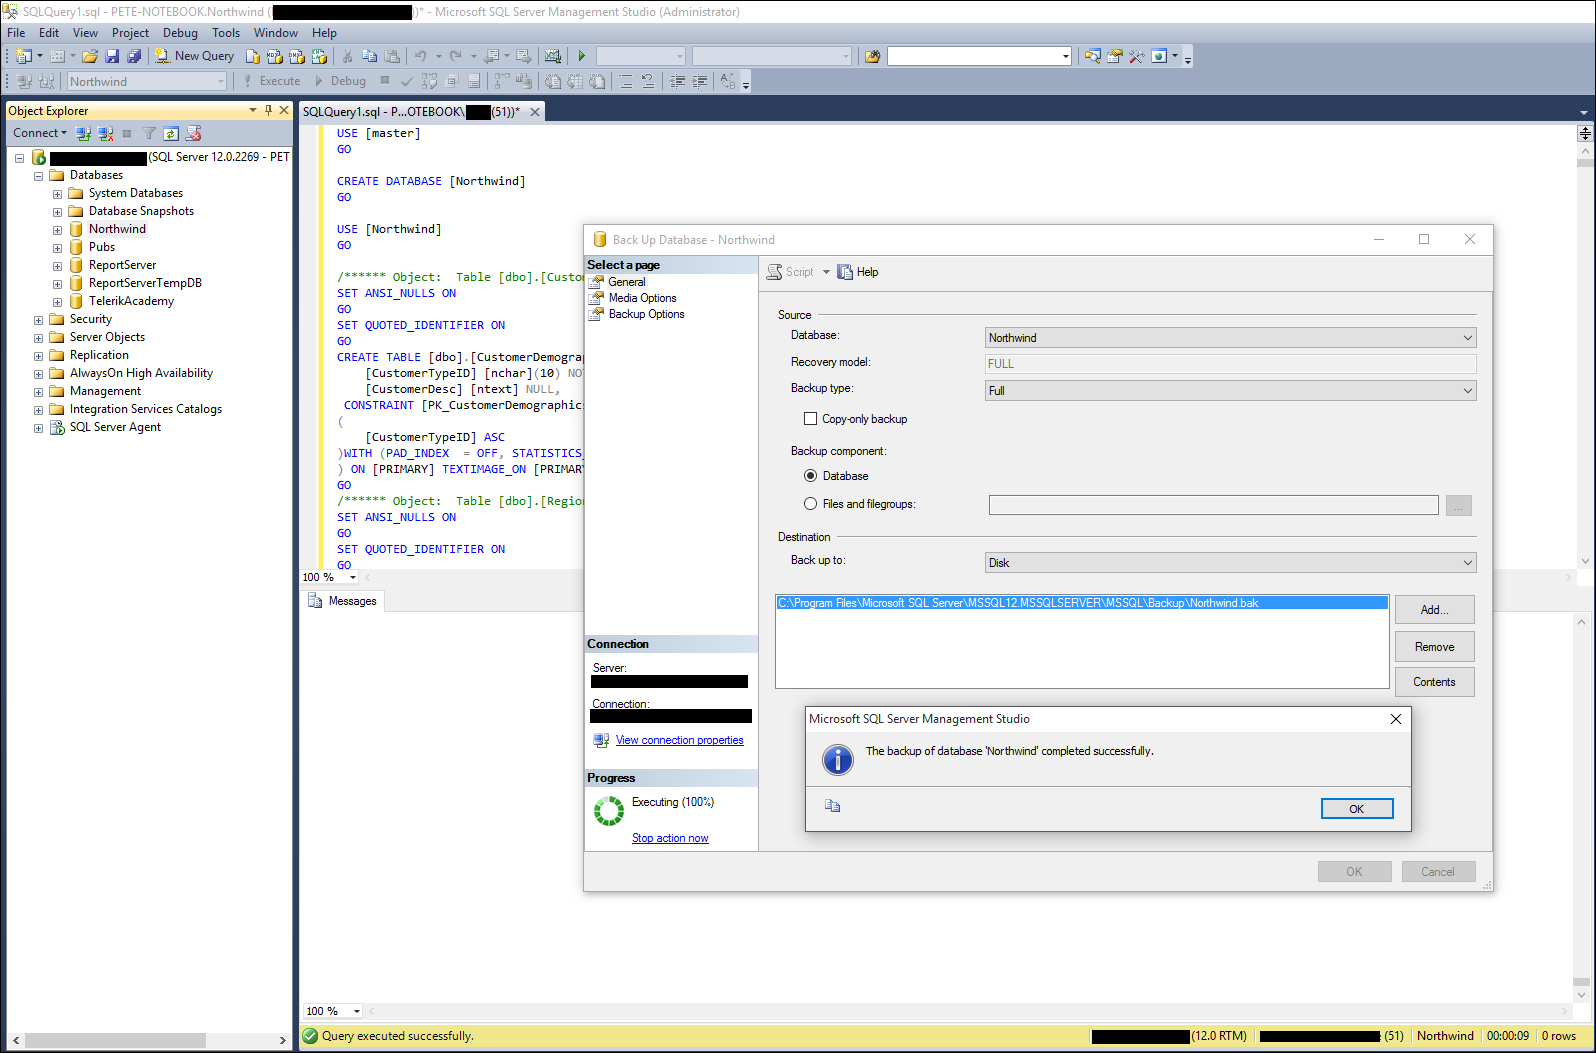 SQLQuery1.sql - PETE-NOTEBOOK.Northwind ( ))* - Microsoft SQL Server Management Studio (Administrator)
File Edit View Project Debug Tools Window Help
New Query
Northwind Execute Debug
Object Explorer
Connect
(SQL Server 12.0.2269 - PET
Databases
System Databases
Database Snapshots
Northwind
Pubs
ReportServer
ReportServerTempDB
TelerikAcademy
Security
Server Objects
Replication
AlwaysOn High Availability
Management
Integration Services Catalogs
SQL Server Agent
SQLQuery1.sql - P...OTEBOOK\ (51))*
USE [master]
GO
CREATE DATABASE [Northwind]
GO
USE [Northwind]
GO
/****** Object:  Table [dbo].[Custom
SET ANSI_NULLS ON
GO
SET QUOTED_IDENTIFIER ON
GO
CREATE TABLE [dbo].[CustomerDemograp
[CustomerTypeID] [nchar](10) NOT
[CustomerDesc] [ntext] NULL,
CONSTRAINT [PK_CustomerDemographics
(
[CustomerTypeID] ASC
)WITH (PAD_INDEX  = OFF, STATISTICS_
) ON [PRIMARY] TEXTIMAGE_ON [PRIMARY
GO
/****** Object:  Table [dbo].[Region
SET ANSI_NULLS ON
GO
SET QUOTED_IDENTIFIER ON
GO
100 %
Messages
Back Up Database - Northwind
Select a page
General
Media Options
Backup Options
Script Help
Source
Database: Northwind
Recovery model: FULL
Backup type: Full
Copy-only backup
Backup component:
Database
Files and filegroups: ...
Destination
Back up to: Disk
C:\Program Files\Microsoft SQL Server\MSSQL12.MSSQLSERVER\MSSQL\Backup\Northwind.bak
Add...
Remove
Contents
Connection
Server:
Connection:
View connection properties
Progress
Executing (100%)
Stop action now
Microsoft SQL Server Management Studio
The backup of database 'Northwind' completed successfully.
OK
OK Cancel
100 %
Query executed successfully. (12.0 RTM) (51) Northwind 00:00:09 0 rows